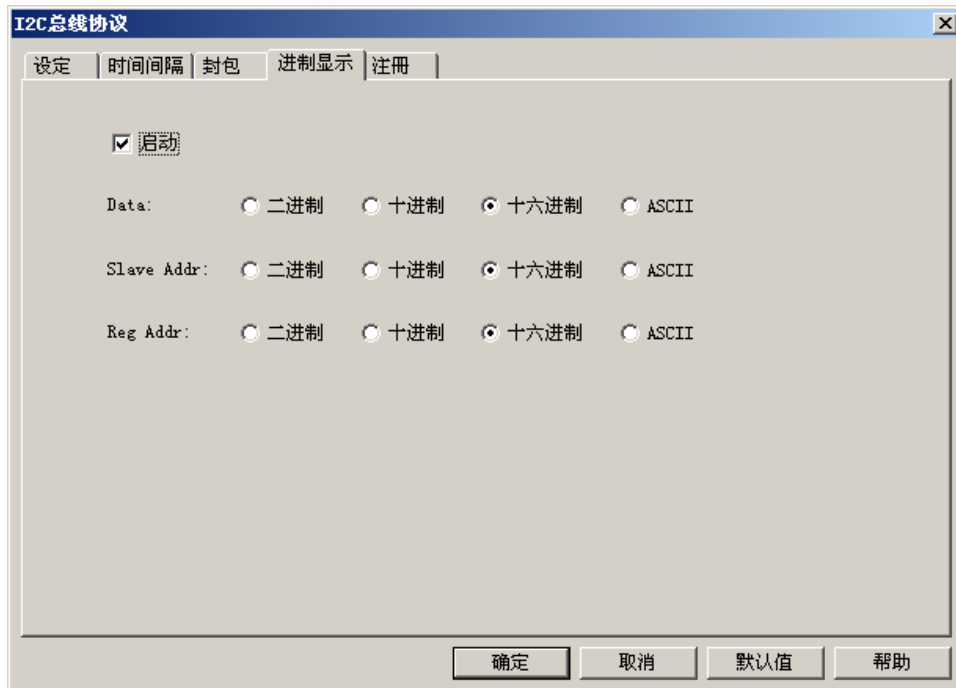 I2C总线协议
设定 时间间隔 封包 进制显示 注冊
启动
Data: 二进制 十进制 十六进制 ASCII
Slave Addr: 二进制 十进制 十六进制 ASCII
Reg Addr: 二进制 十进制 十六进制 ASCII
确定 取消 默认值 帮助